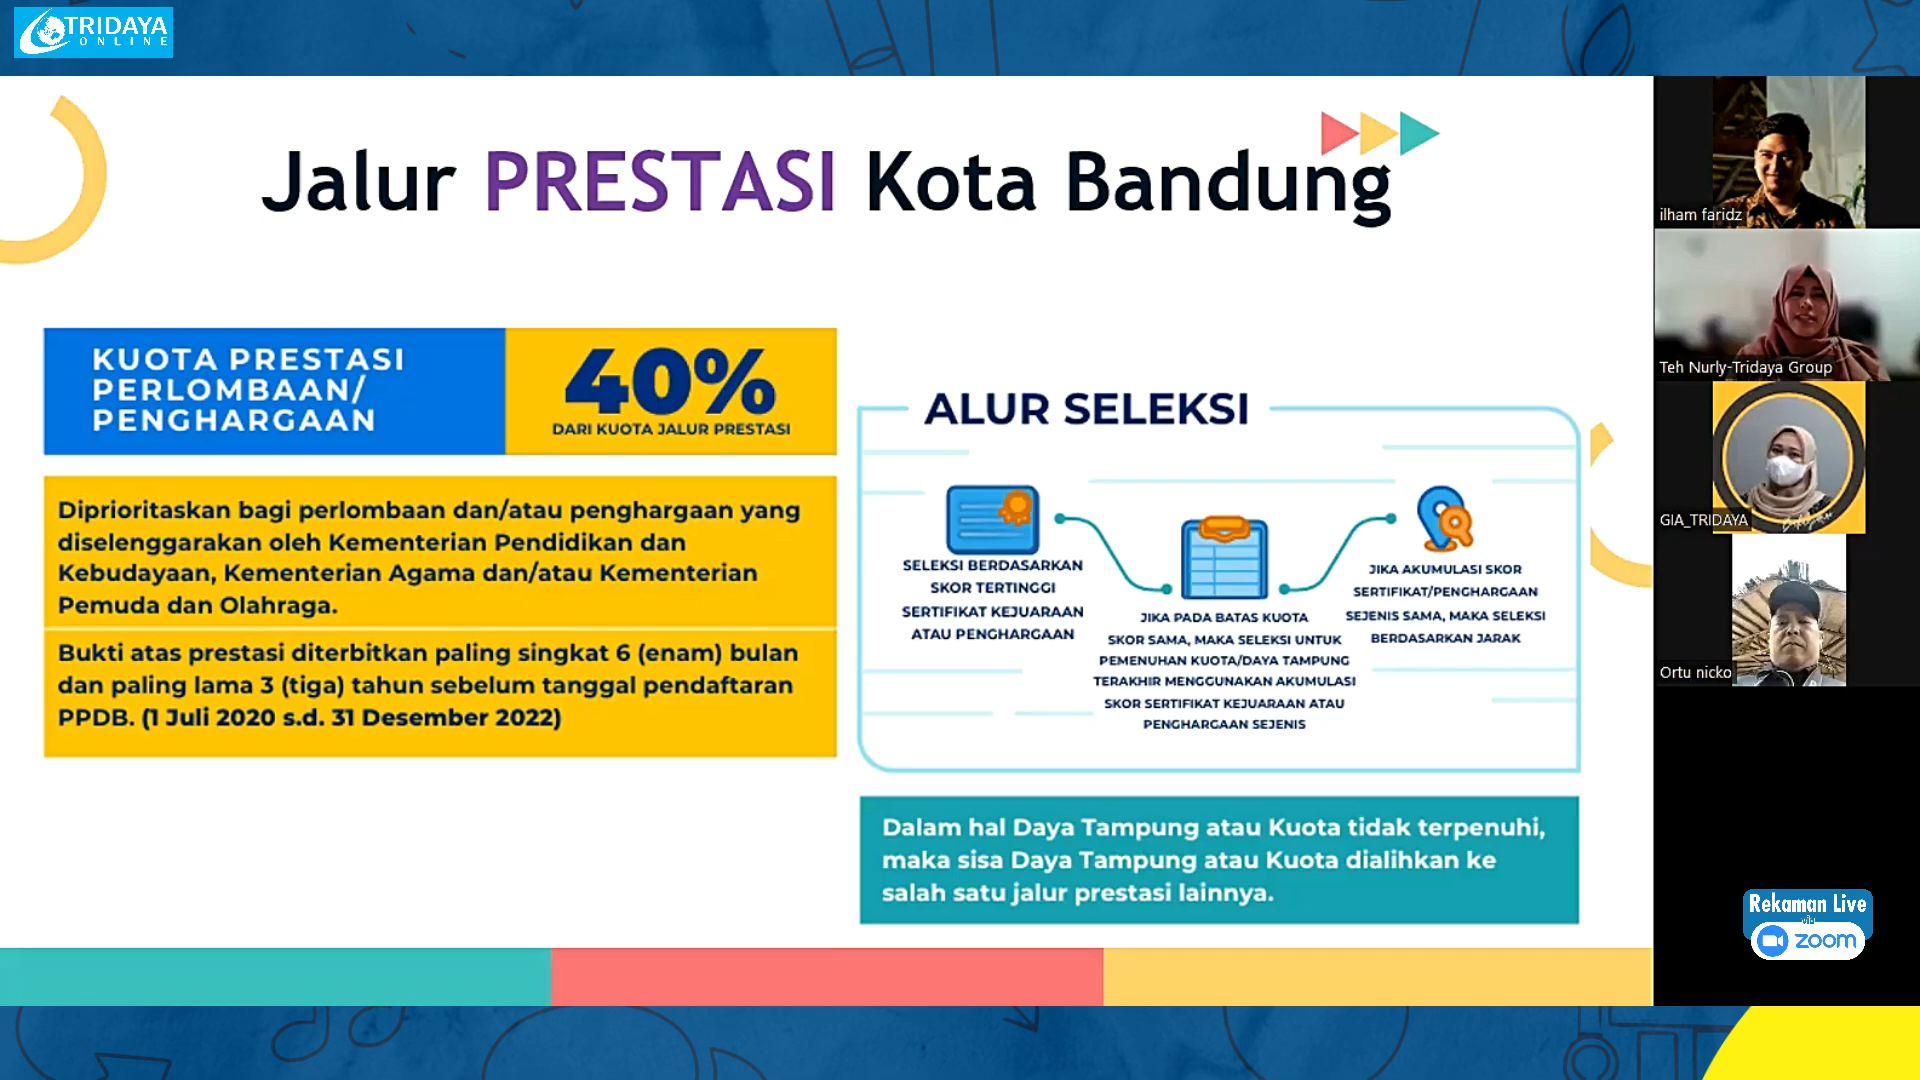 TRIDAYA
ONLINE
Jalur PRESTASI Kota Bandung
KUOTA PRESTASI
PERLOMBAAN/
PENGHARGAAN
40%
DARI KUOTA JALUR PRESTASI
Diprioritaskan bagi perlombaan dan/atau penghargaan yang
diselenggarakan oleh Kementerian Pendidikan dan
Kebudayaan, Kementerian Agama dan/atau Kementerian
Pemuda dan Olahraga.
Bukti atas prestasi diterbitkan paling singkat 6 (enam) bulan
dan paling lama 3 (tiga) tahun sebelum tanggal pendaftaran
PPDB. (1 Juli 2020 s.d. 31 Desember 2022)
ALUR SELEKSI
SELEKSI BERDASARKAN
SKOR TERTINGGI
SERTIFIKAT KEJUARAAN
ATAU PENGHARGAAN
JIKA PADA BATAS KUOTA
SKOR SAMA, MAKA SELEKSI UNTUK
PEMENUHAN KUOTA/DAYA TAMPUNG
TERAKHIR MENGGUNAKAN AKUMULASI
SKOR SERTIFIKAT KEJUARAAN ATAU
PENGHARGAAN SEJENIS
JIKA AKUMULASI SKOR
SERTIFIKAT/PENGHARGAAN
SEJENIS SAMA, MAKA SELEKSI
BERDASARKAN JARAK
Dalam hal Daya Tampung atau Kuota tidak terpenuhi,
maka sisa Daya Tampung atau Kuota dialihkan ke
salah satu jalur prestasi lainnya.
ilham faridz
Teh Nurly-Tridaya Group
GIA_TRIDAYA
Ortu nicko
Rekaman Live
via
zoom